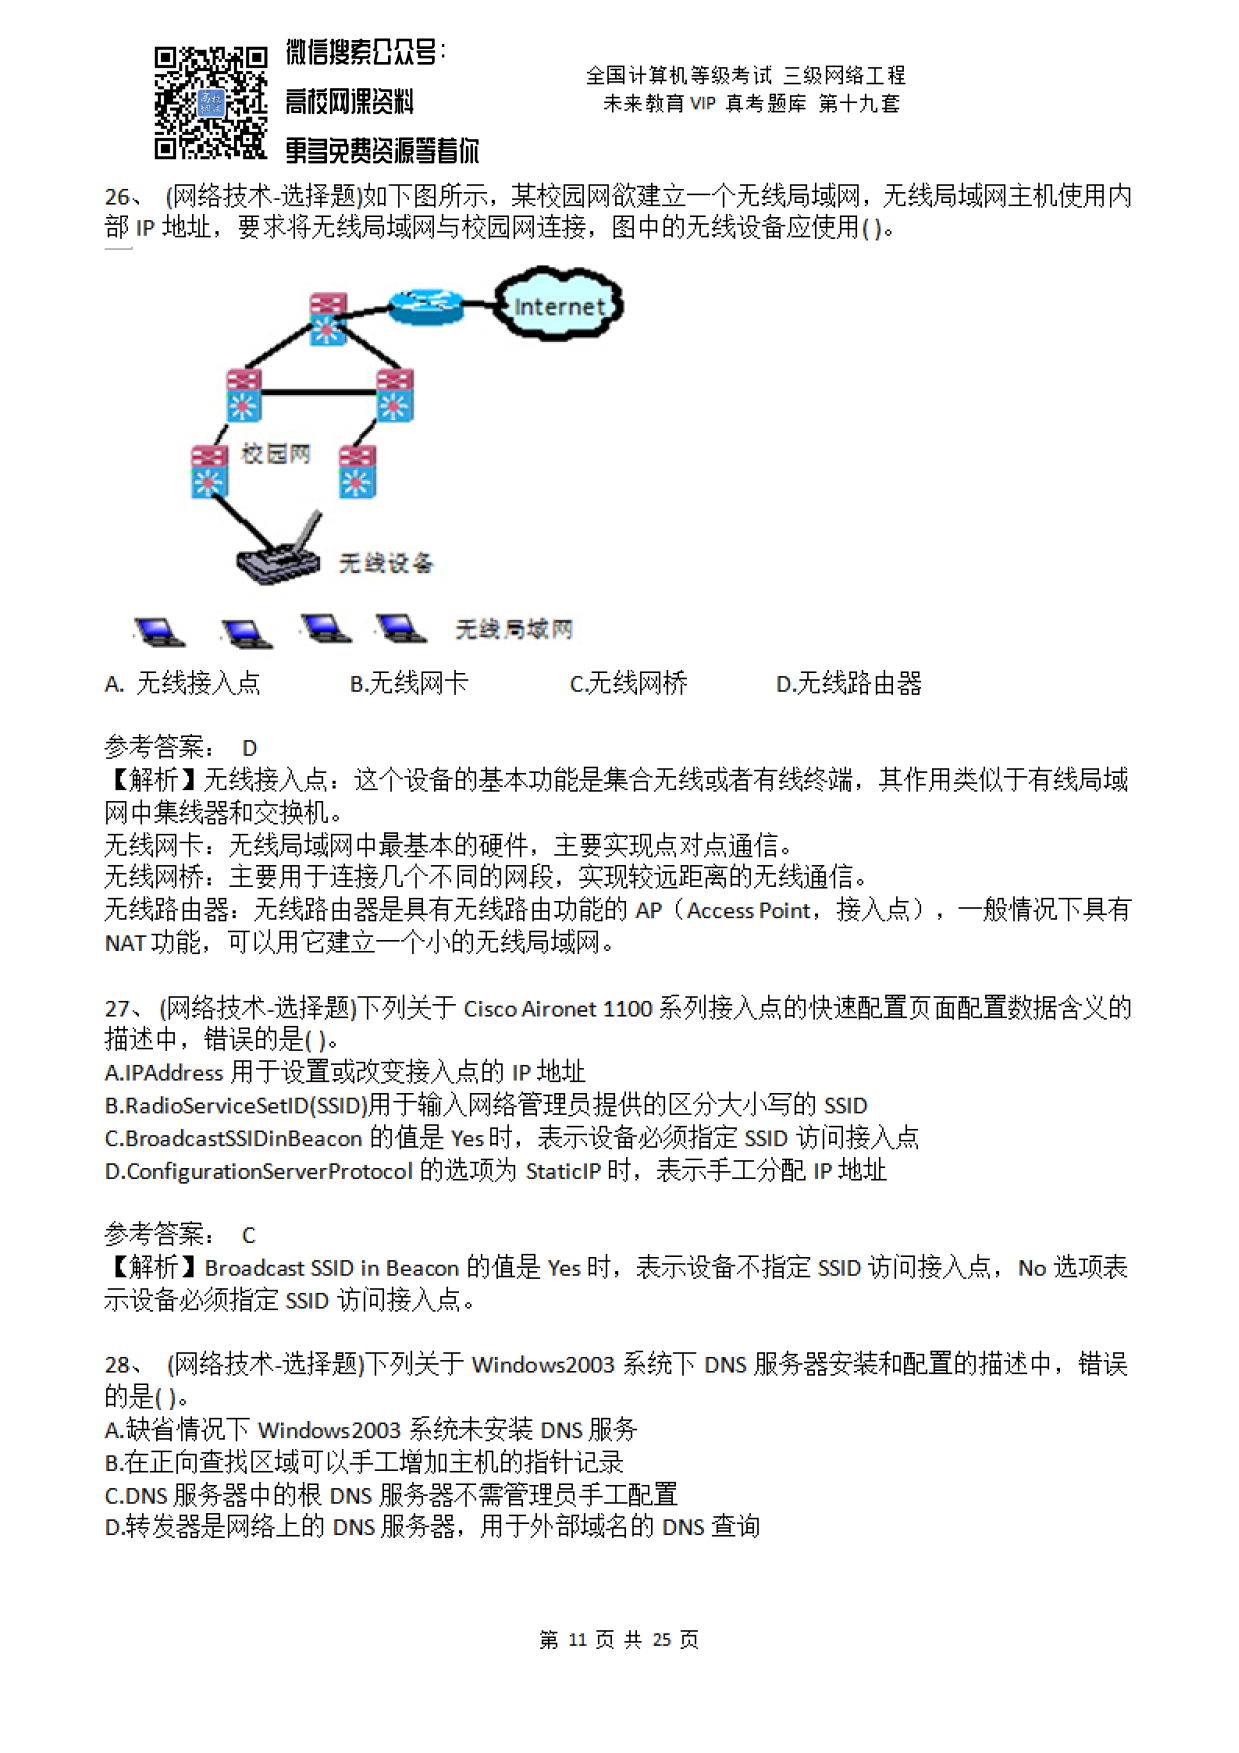 微信搜索公众号：
高校网课资料
更多免费资源等着你
全国计算机等级考试 三级网络工程
未来教育 VIP 真考题库 第十九套
26、 (网络技术-选择题)如下图所示，某校园网欲建立一个无线局域网，无线局域网主机使用内
部 IP 地址，要求将无线局域网与校园网连接，图中的无线设备应使用( )。
Internet
校园网
无线设备
无线局域网
A. 无线接入点 B.无线网卡 C.无线网桥 D.无线路由器
参考答案： D
【解析】无线接入点：这个设备的基本功能是集合无线或者有线终端，其作用类似于有线局域
网中集线器和交换机。
无线网卡：无线局域网中最基本的硬件，主要实现点对点通信。
无线网桥：主要用于连接几个不同的网段，实现较远距离的无线通信。
无线路由器：无线路由器是具有无线路由功能的 AP（Access Point，接入点），一般情况下具有
NAT 功能，可以用它建立一个小的无线局域网。
27、(网络技术-选择题)下列关于 Cisco Aironet 1100 系列接入点的快速配置页面配置数据含义的
描述中，错误的是( )。
A.IPAddress 用于设置或改变接入点的 IP 地址
B.RadioServiceSetID(SSID)用于输入网络管理员提供的区分大小写的 SSID
C.BroadcastSSIDinBeacon 的值是 Yes 时，表示设备必须指定 SSID 访问接入点
D.ConfigurationServerProtocol 的选项为 StaticIP 时，表示手工分配 IP 地址
参考答案： C
【解析】Broadcast SSID in Beacon 的值是 Yes 时，表示设备不指定 SSID 访问接入点，No 选项表
示设备必须指定 SSID 访问接入点。
28、 (网络技术-选择题)下列关于 Windows2003 系统下 DNS 服务器安装和配置的描述中，错误
的是( )。
A.缺省情况下 Windows2003 系统未安装 DNS 服务
B.在正向查找区域可以手工增加主机的指针记录
C.DNS 服务器中的根 DNS 服务器不需管理员手工配置
D.转发器是网络上的 DNS 服务器，用于外部域名的 DNS 查询
第 11 页 共 25 页